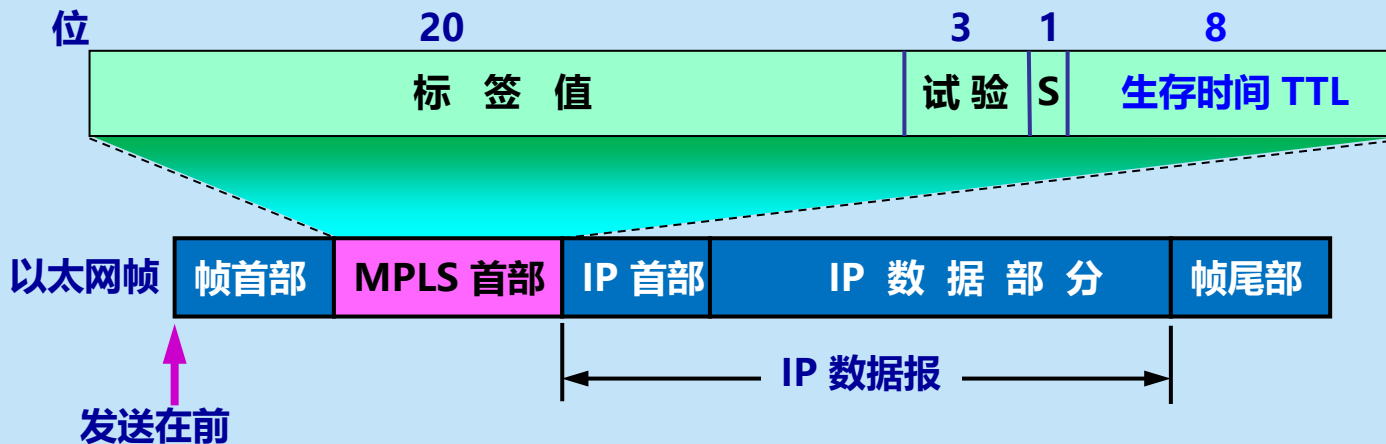 位 20 3 1 8
标 签 值 试 验 S 生存时间 TTL
以太网帧 帧首部 MPLS 首部 IP 首部 IP 数 据 部 分 帧尾部
IP 数据报
发送在前